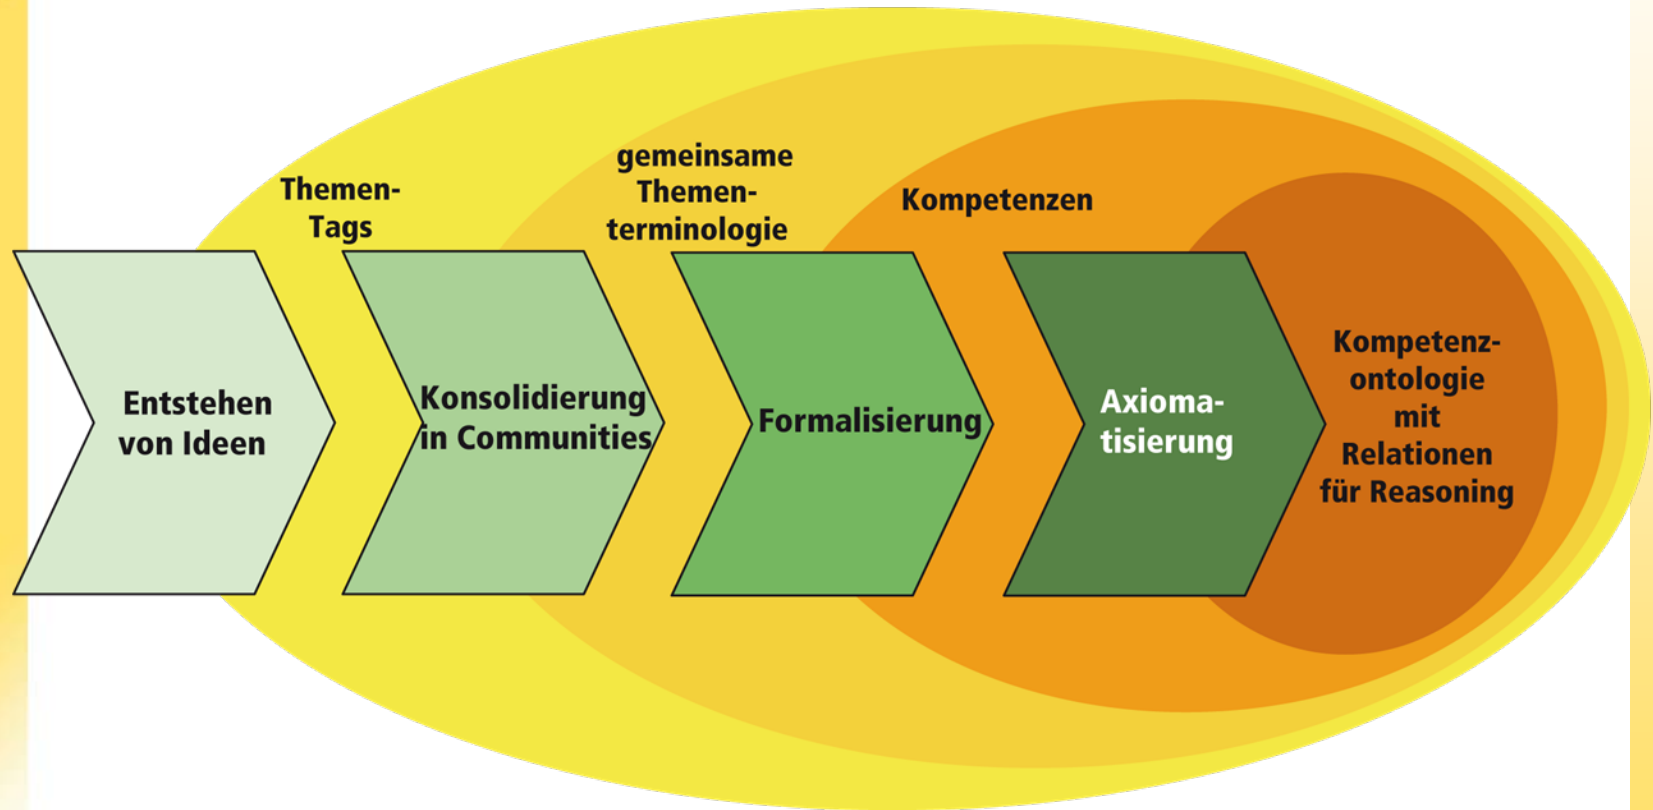 Themen-
Tags
gemeinsame
Themen-
terminologie
Kompetenzen
Entstehen
von Ideen
Konsolidierung
in Communities
Formalisierung
Axioma-
tisierung
Kompetenz-
ontologie
mit
Relationen
für Reasoning